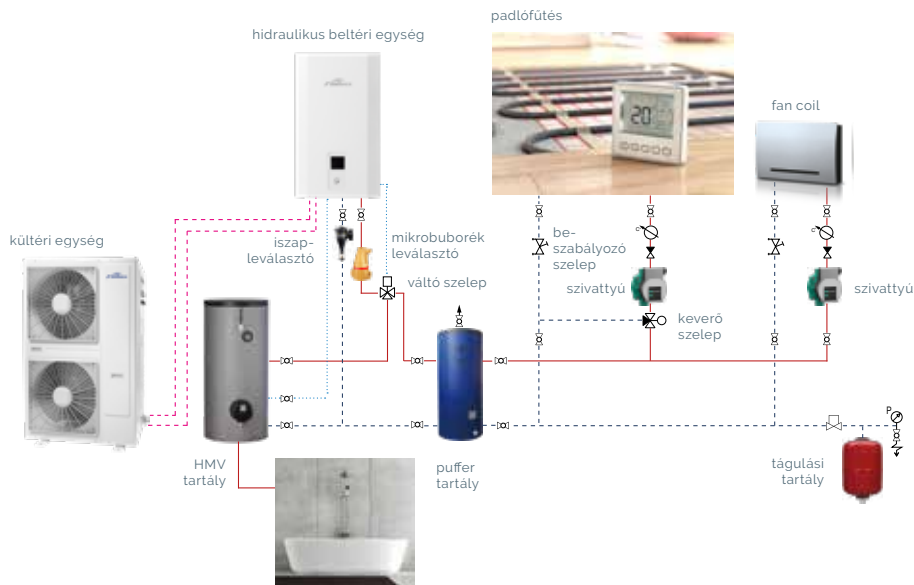 padlófűtés
hidraulikus beltéri egység
fan coil
20
kültéri egység
iszap-
leválasztó
mikrobuborék
leválasztó
váltó szelep
be-
szabályozó
szelep
szivattyú
szivattyú
keverő
szelep
P
HMV
tartály
puffer
tartály
tágulási
tartály